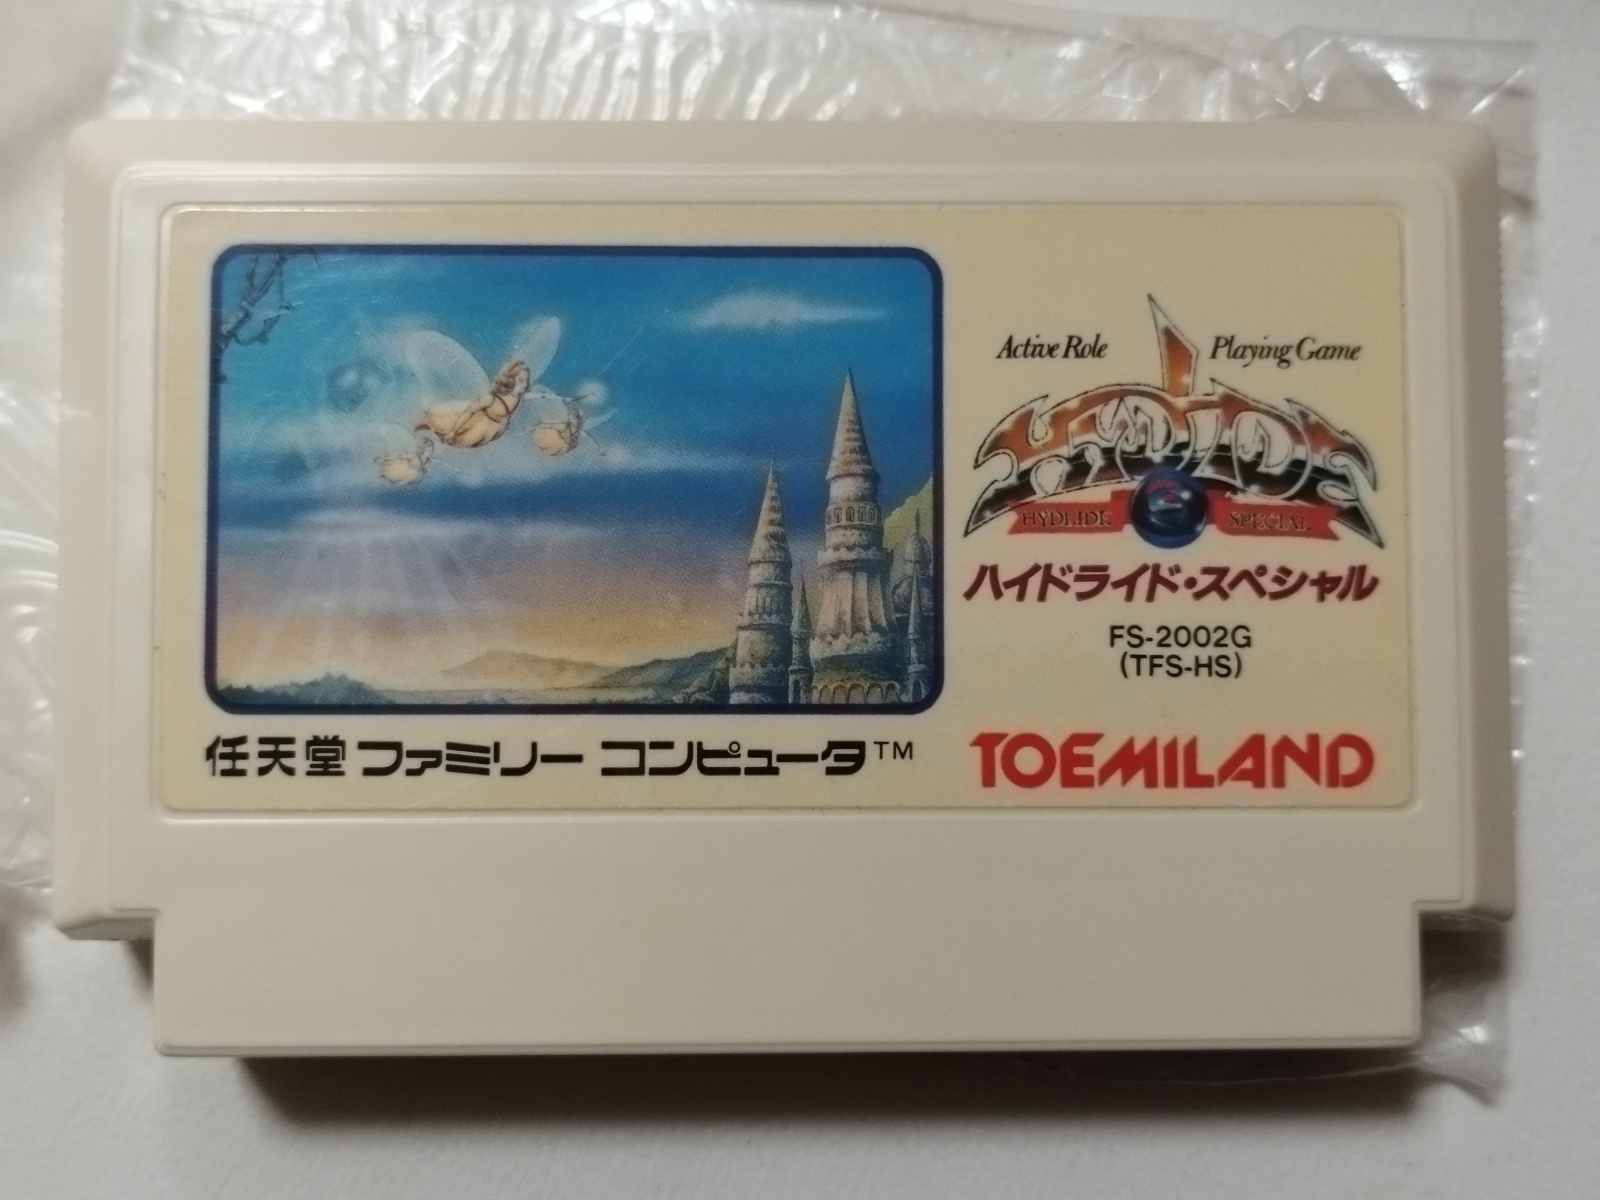 Active Role Playing Game
HYDLIDE
HYDLIDE SPECIAL
ハイドライド・スペシャル
FS-2002G
(TFS-HS)
任天堂 ファミリー コンピュータ™
TOEMILAND